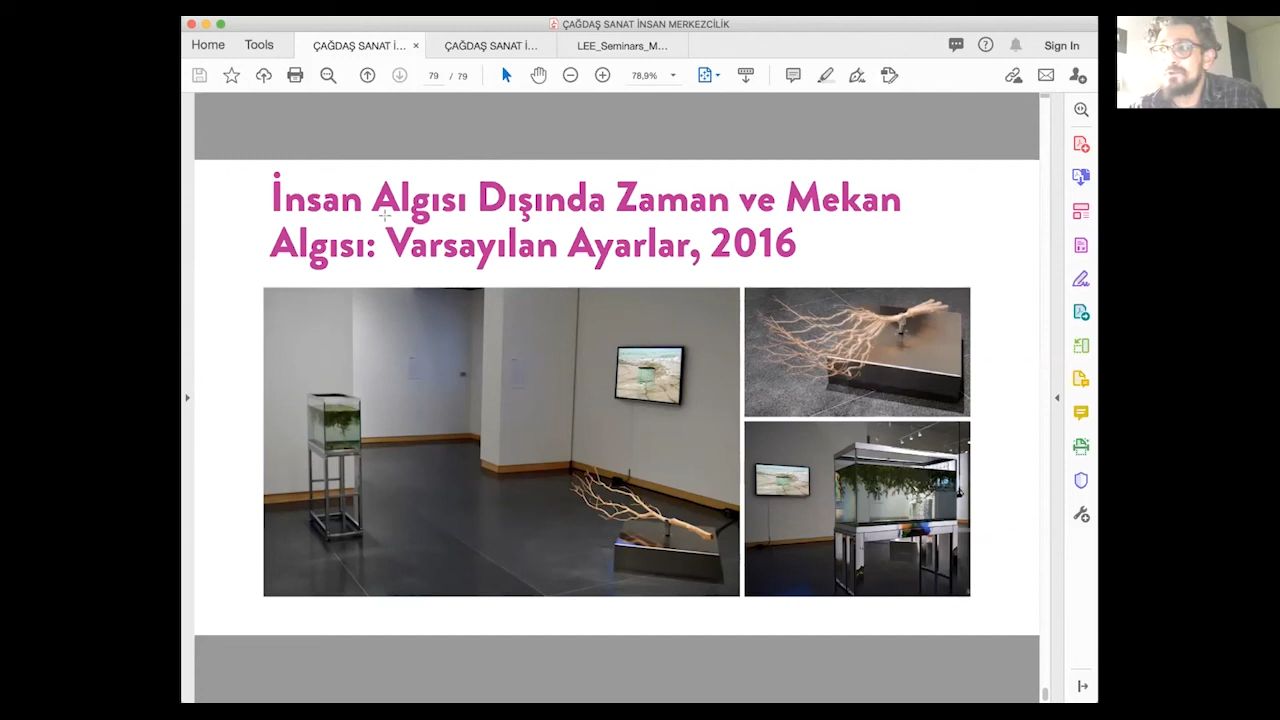 ÇAĞDAŞ SANAT İNSAN MERKEZCİLİK
Home
Tools
ÇAĞDAŞ SANAT İ...
×
ÇAĞDAŞ SANAT İ...
LEE_Seminars_M...
Sign In
79 / 79
78,9%
İnsan Algısı Dışında Zaman ve Mekan
Algısı: Varsayılan Ayarlar, 2016